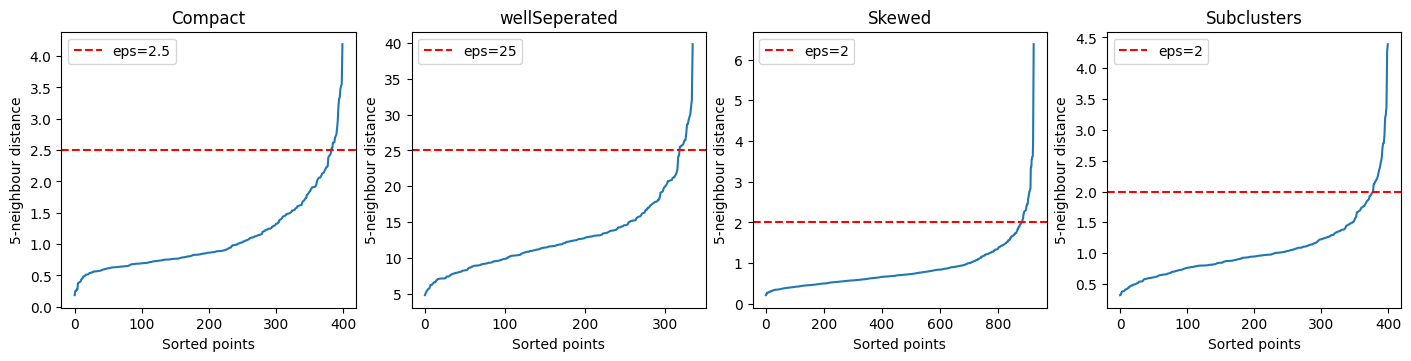 Compact
eps=2.5
5-neighbour distance
4.0
3.5
3.0
2.5
2.0
1.5
1.0
0.5
0.0
0 100 200 300 400
Sorted points
wellSeperated
eps=25
5-neighbour distance
40
35
30
25
20
15
10
5
0 100 200 300
Sorted points
Skewed
eps=2
5-neighbour distance
6
5
4
3
2
1
0
0 200 400 600 800
Sorted points
Subclusters
eps=2
5-neighbour distance
4.5
4.0
3.5
3.0
2.5
2.0
1.5
1.0
0.5
0 100 200 300 400
Sorted points